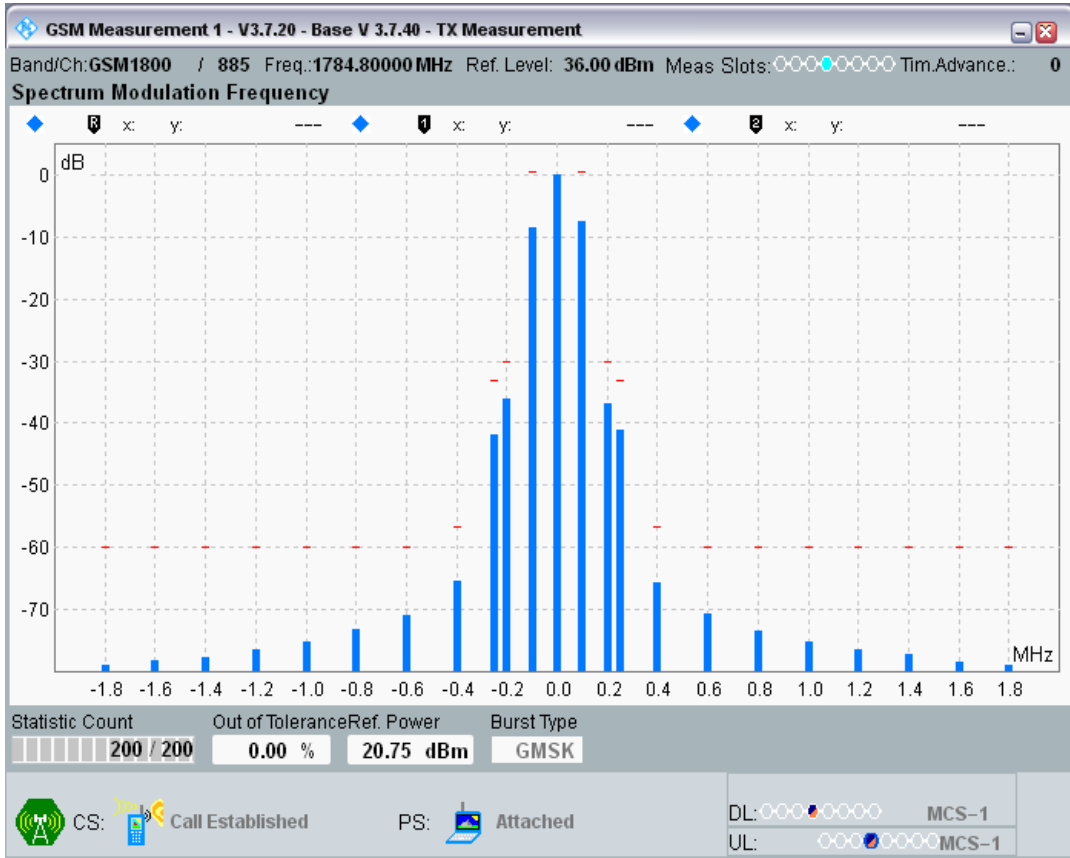 GSM Measurement 1 - V3.7.20 - Base V 3.7.40 - TX Measurement
Band/Ch:GSM1800 / 885 Freq.:1784.80000 MHz Ref. Level: 36.00 dBm Meas Slots: Tim.Advance.: 0
Spectrum Modulation Frequency
R x: y: --- 1 x: y: --- 2 x: y: ---
dB
0
-10
-20
-30
-40
-50
-60
-70
MHz
-1.8 -1.6 -1.4 -1.2 -1.0 -0.8 -0.6 -0.4 -0.2 0.0 0.2 0.4 0.6 0.8 1.0 1.2 1.4 1.6 1.8
Statistic Count Out of Tolerance Ref. Power Burst Type
200 / 200 0.00 % 20.75 dBm GMSK
CS: Call Established PS: Attached
DL: MCS-1
UL: MCS-1